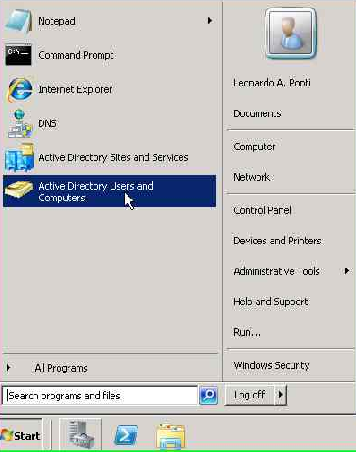 Notepad
Command Prompt
Internet Explorer
DNS
Active Directory Sites and Services
Active Directory Users and
Computers
All Programs
Search programs and files
Leonardo A. Ponti
Documents
Computer
Network
Control Panel
Devices and Printers
Administrative Tools
Help and Support
Run...
Windows Security
Log off
Start